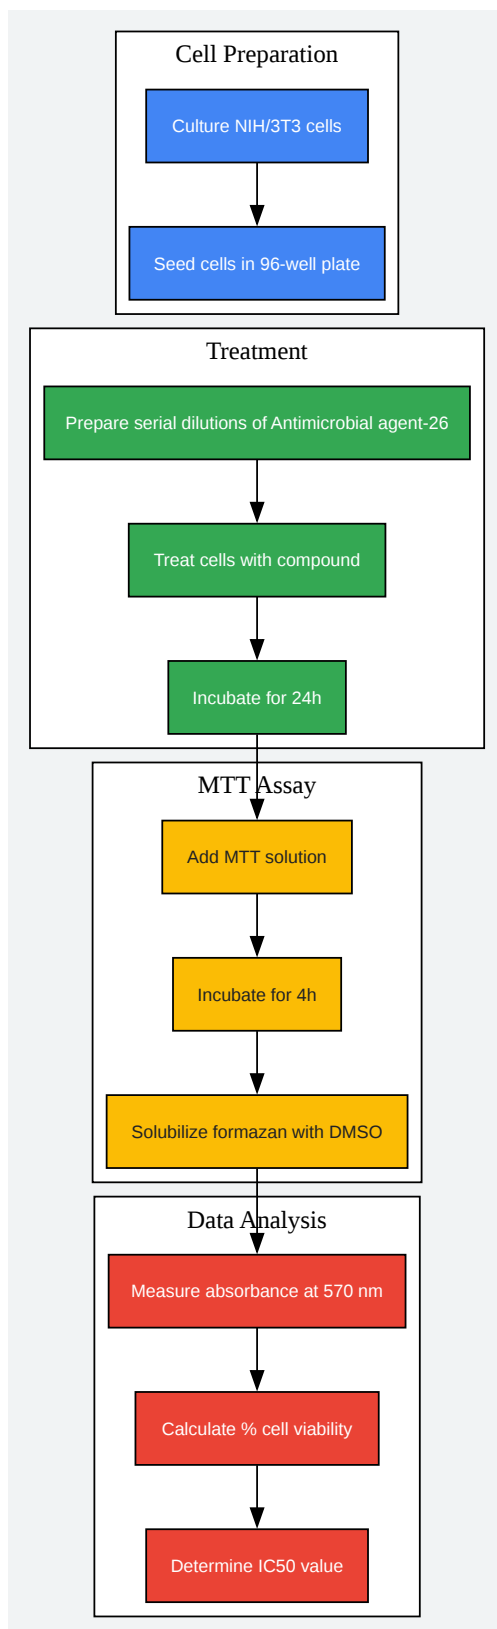 Cell Preparation
Culture NIH/3T3 cells
Seed cells in 96-well plate
Treatment
Prepare serial dilutions of Antimicrobial agent-26
Treat cells with compound
Incubate for 24h
MTT Assay
Add MTT solution
Incubate for 4h
Solubilize formazan with DMSO
Data Analysis
Measure absorbance at 570 nm
Calculate % cell viability
Determine IC50 value